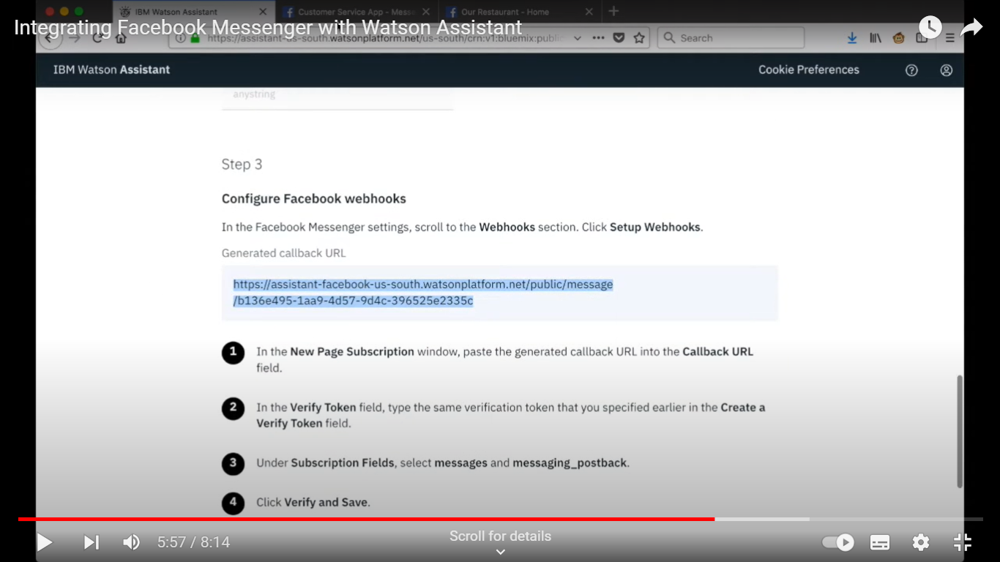 IBM Watson Assistant
Customer Service App - Mess
Our Restaurant - Home
Integrating Facebook Messenger with Watson Assistant
https://assistant-us-south.watsonplatform.net/us-south/crn:v1:bluemix:public
Search
IBM Watson Assistant
Cookie Preferences
anystring
Step 3
Configure Facebook webhooks
In the Facebook Messenger settings, scroll to the Webhooks section. Click Setup Webhooks.
Generated callback URL
https://assistant-facebook-us-south.watsonplatform.net/public/message
/b136e495-1aa9-4d57-9d4c-396525e2335c
1 In the New Page Subscription window, paste the generated callback URL into the Callback URL
field.
2 In the Verify Token field, type the same verification token that you specified earlier in the Create a
Verify Token field.
3 Under Subscription Fields, select messages and messaging_postback.
4 Click Verify and Save.
5:57 / 8:14
Scroll for details